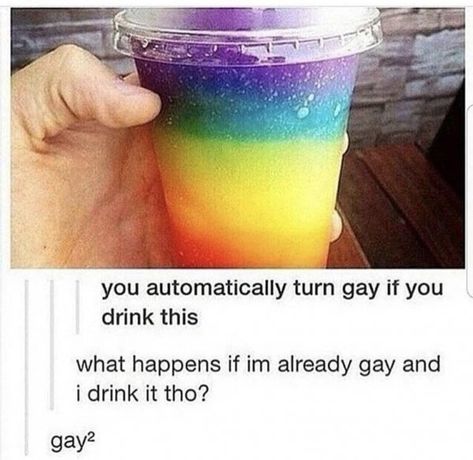 you automatically turn gay if you
drink this
what happens if im already gay and
i drink it tho?
gay²